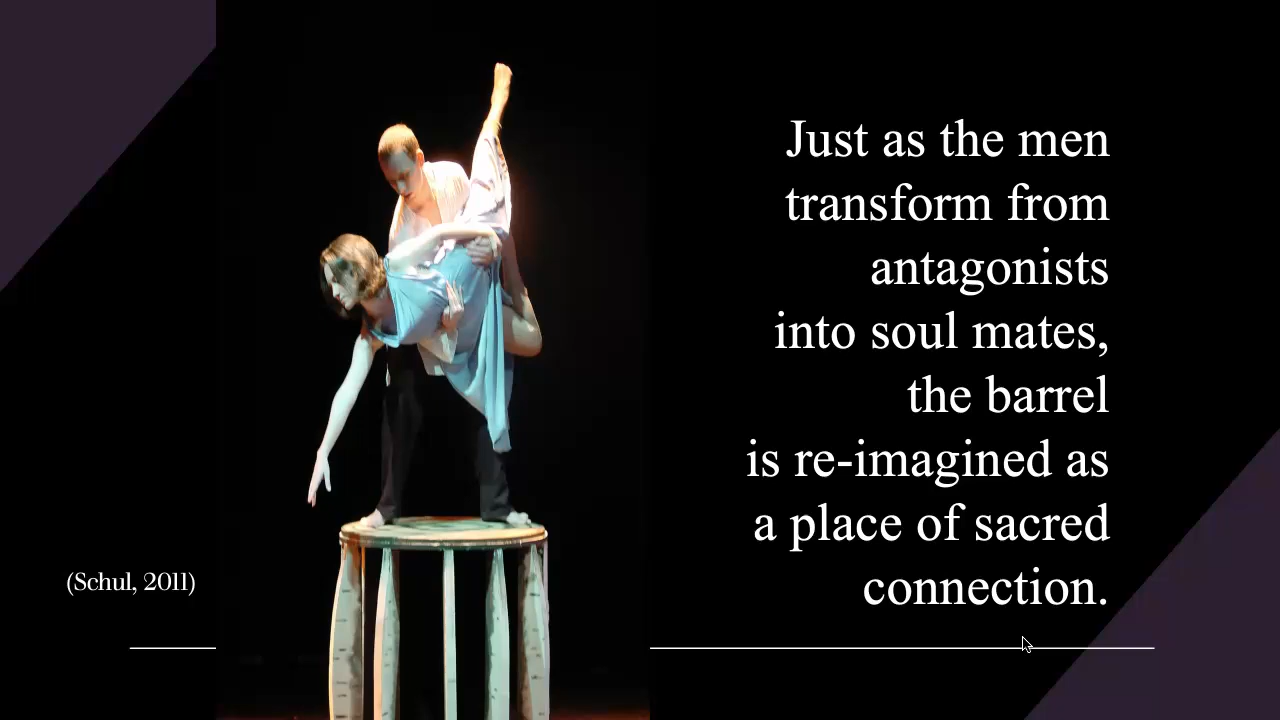 Just as the men
transform from
antagonists
into soul mates,
the barrel
is re-imagined as
a place of sacred
connection.
(Schul, 2011)